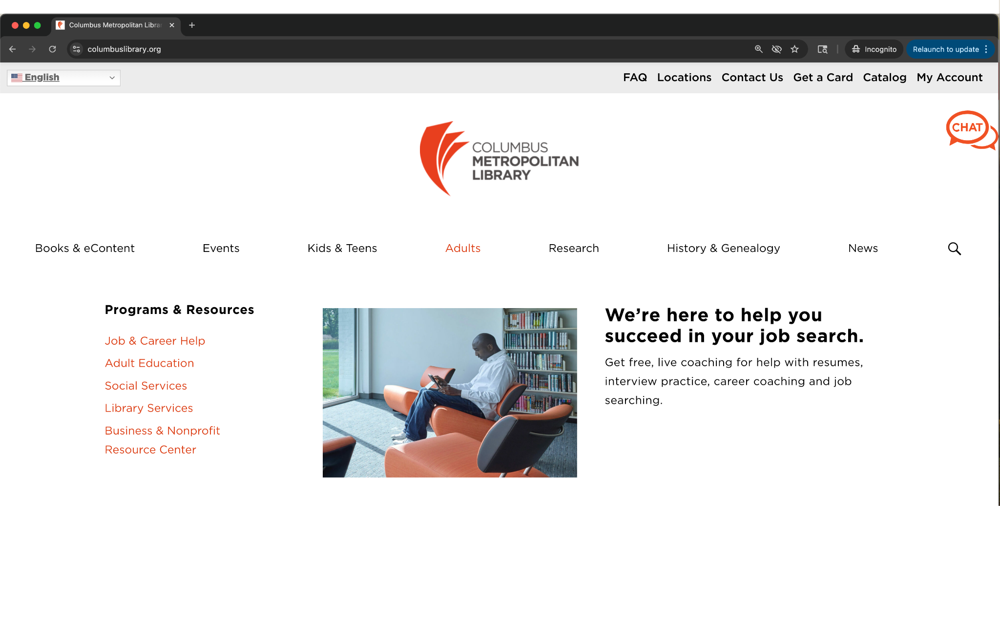 Columbus Metropolitan Libra
columbuslibrary.org
Incognito
Relaunch to update
English
FAQ Locations Contact Us Get a Card Catalog My Account
CHAT
COLUMBUS
METROPOLITAN
LIBRARY
Books & eContent Events Kids & Teens Adults Research History & Genealogy News
Programs & Resources
Job & Career Help
Adult Education
Social Services
Library Services
Business & Nonprofit
Resource Center
We’re here to help you
succeed in your job search.
Get free, live coaching for help with resumes,
interview practice, career coaching and job
searching.